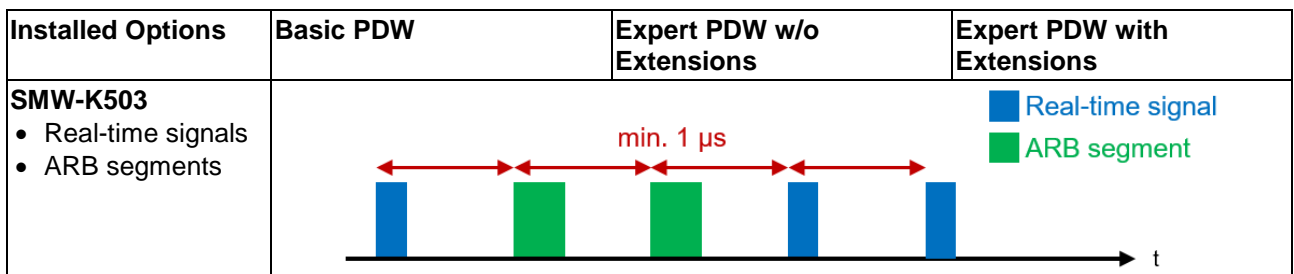 Installed Options
Basic PDW
Expert PDW w/o
Extensions
Expert PDW with
Extensions
SMW-K503
• Real-time signals
• ARB segments
min. 1 µs
Real-time signal
ARB segment
t